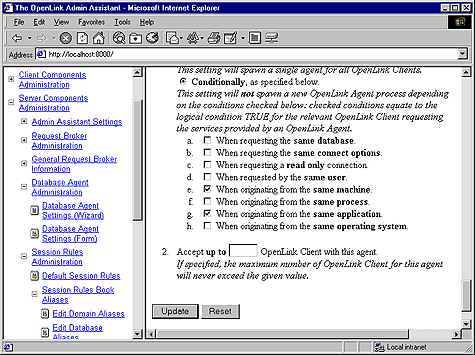 The OpenLink Admin Assistant - Microsoft Internet Explorer
File Edit View Favorites Tools Help
Address http://localhost:8000/
Client Components
Administration
Server Components
Administration
Admin Assistant Settings
Request Broker
Administration
General Request Broker
Information
Database Agent
Administration
Database Agent
Settings (Wizard)
Database Agent
Settings (Form)
Session Rules
Administration
Default Session Rules
Session Rules Book
Aliases
Edit Domain Aliases
Edit Database
Aliases
This setting will spawn a single agent for all OpenLink Clients.
Conditionally, as specified below.
This setting will not spawn a new OpenLink Agent process depending
on the conditions checked below: checked conditions equate to the
logical condition TRUE for the relevant OpenLink Client requesting
the services provided by an OpenLink Agent.
a. When requesting the same database.
b. When requesting the same connect options.
c. When requesting a read only connection.
d. When requested by the same user.
e. When originating from the same machine.
f. When originating from the same process.
g. When originating from the same application.
h. When originating from the same operating system.
2. Accept up to OpenLink Client with this agent.
If specified, the maximum number of OpenLink Client for this agent
will never exceed the given value.
Update Reset
Local intranet